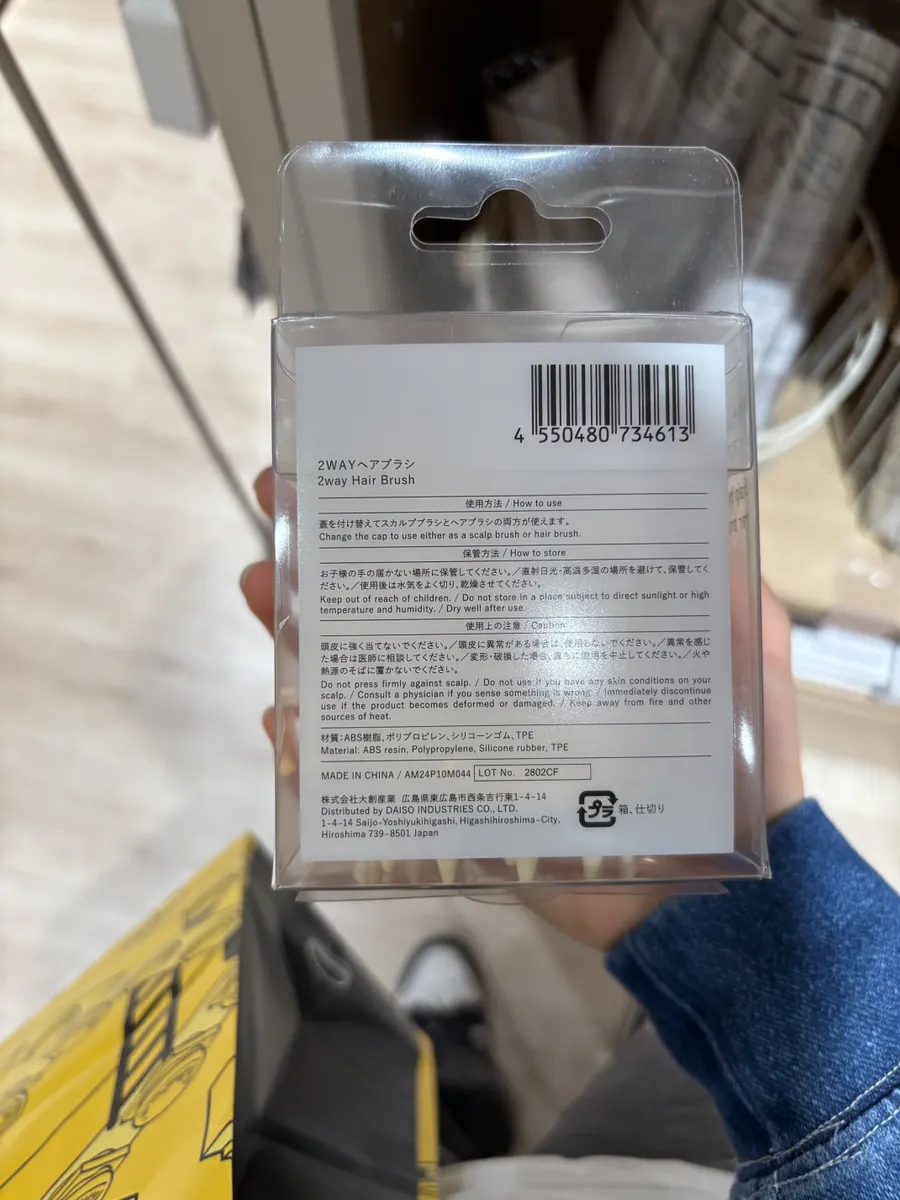 4 550480 734613
2WAYヘアブラシ
2way Hair Brush
使用方法 / How to use
蓋を付け替えてスカルプブラシとヘアブラシの両方が使えます。
Change the cap to use either as a scalp brush or hair brush.
保管方法 / How to store
お子様の手の届かない場所に保管してください。/直射日光・高温多湿の場所を避けて、保管してく
ださい。/使用後は水気をよく切り、乾燥させてください。
Keep out of reach of children. / Do not store in a place subject to direct sunlight or high
temperature and humidity. / Dry well after use.
使用上の注意 / Caution
頭皮に強く当てないでください。/頭皮に異常がある場合は、使用しないでください。/異常を感じ
た場合は医師に相談してください。/変形・破損した場合、直ちに使用を中止してください。/火や
熱源のそばに置かないでください。
Do not press firmly against scalp. / Do not use if you have any skin conditions on your
scalp. / Consult a physician if you sense something is wrong. / Immediately discontinue
use if the product becomes deformed or damaged. / Keep away from fire and other
sources of heat.
材質:ABS樹脂、ポリプロピレン、シリコーンゴム、TPE
Material: ABS resin, Polypropylene, Silicone rubber, TPE
MADE IN CHINA / AM24P10M044 LOT No. 2802CF
株式会社大創産業 広島県東広島市西条吉行東1-4-14
Distributed by DAISO INDUSTRIES CO., LTD.
1-4-14 Saijo-Yoshiyukihigashi, Higashihiroshima-City,
Hiroshima 739-8501 Japan
プラ 箱、仕切り